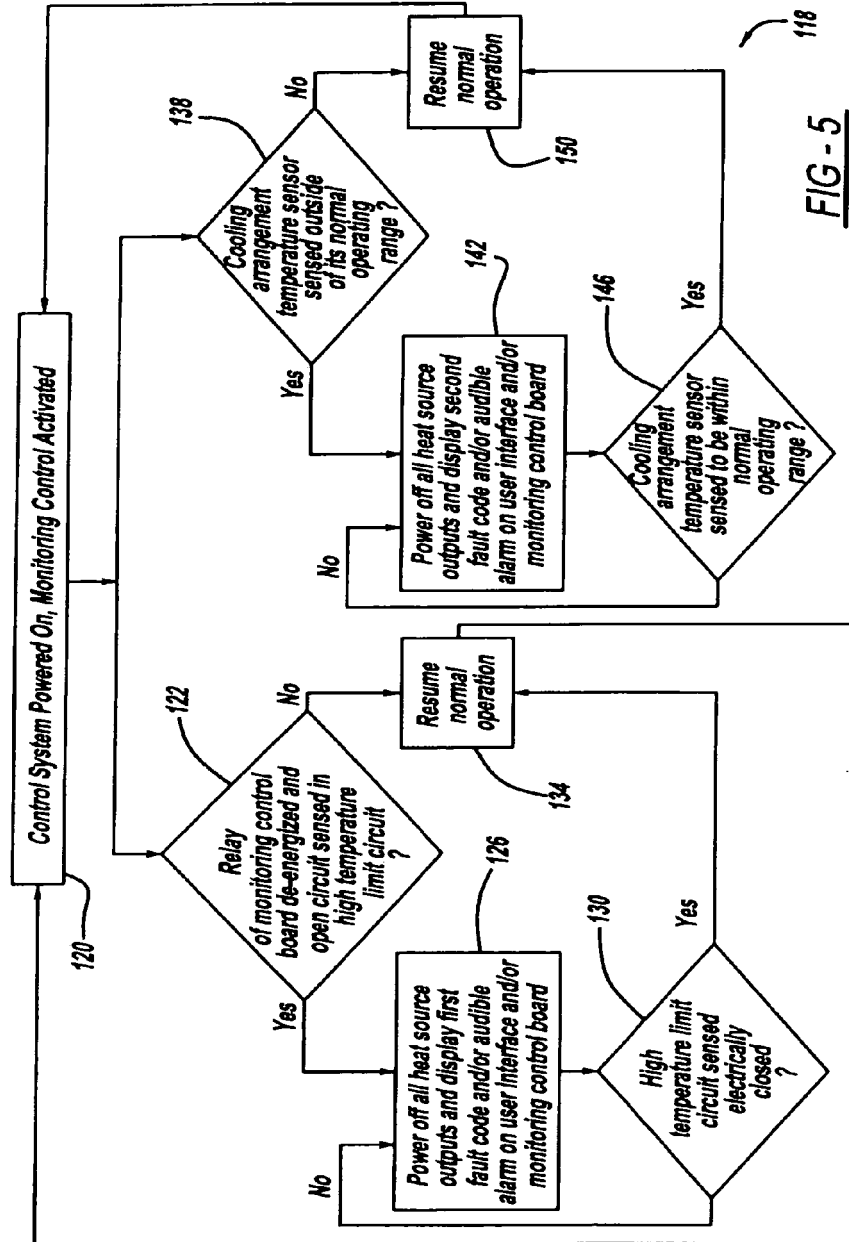 Control System Powered On, Monitoring Control Activated
120
122
Relay
of monitoring control
board de-energized and
open circuit sensed in
high temperature
limit circuit
?
Yes
No
126
Power off all heat source
outputs and display first
fault code and/or audible
alarm on user interface and/or
monitoring control board
No
130
High
temperature limit
circuit sensed
electrically
closed
?
Yes
Resume
normal
operation
134
138
Cooling
arrangement
temperature sensor
sensed outside
of its normal
operating
range ?
Yes
No
142
Power off all heat source
outputs and display second
fault code and/or audible
alarm on user interface and/or
monitoring control board
No
146
Cooling
arrangement
temperature sensor
sensed to be within
normal
operating
range ?
Yes
Resume
normal
operation
150
118
FIG - 5